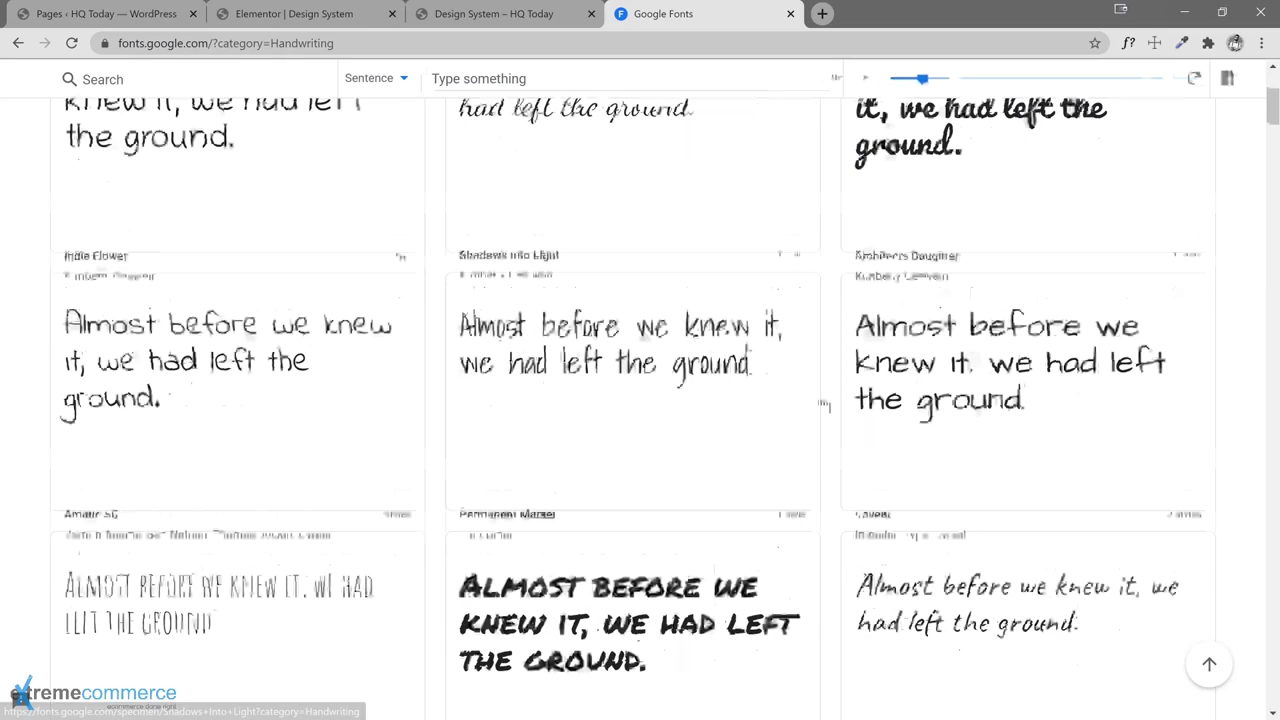 Pages ‹ HQ Today — WordPress
Elementor | Design System
Design System – HQ Today
Google Fonts
fonts.google.com/?category=Handwriting
f?
Search
Sentence
Type something
knew it, we had left
the ground.
had left the ground.
it, we had left the
ground.
Indie Flower
Shadows Into Light
Architects Daughter
Kimberly Geswein
Almost before we knew
it, we had left the
ground.
Almost before we knew it,
we had left the ground.
Almost before we
knew it, we had left
the ground.
Amatic SC
Permanent Marker
Caveat
ALMOST BEFORE WE KNEW IT, WE HAD
LEFT THE GROUND
ALMOST BEFORE WE
KNEW IT, WE HAD LEFT
THE GROUND.
Almost before we knew it, we
had left the ground.
extremecommerce
ecommerce done right
https://fonts.google.com/specimen/Shadows+Into+Light?category=Handwriting